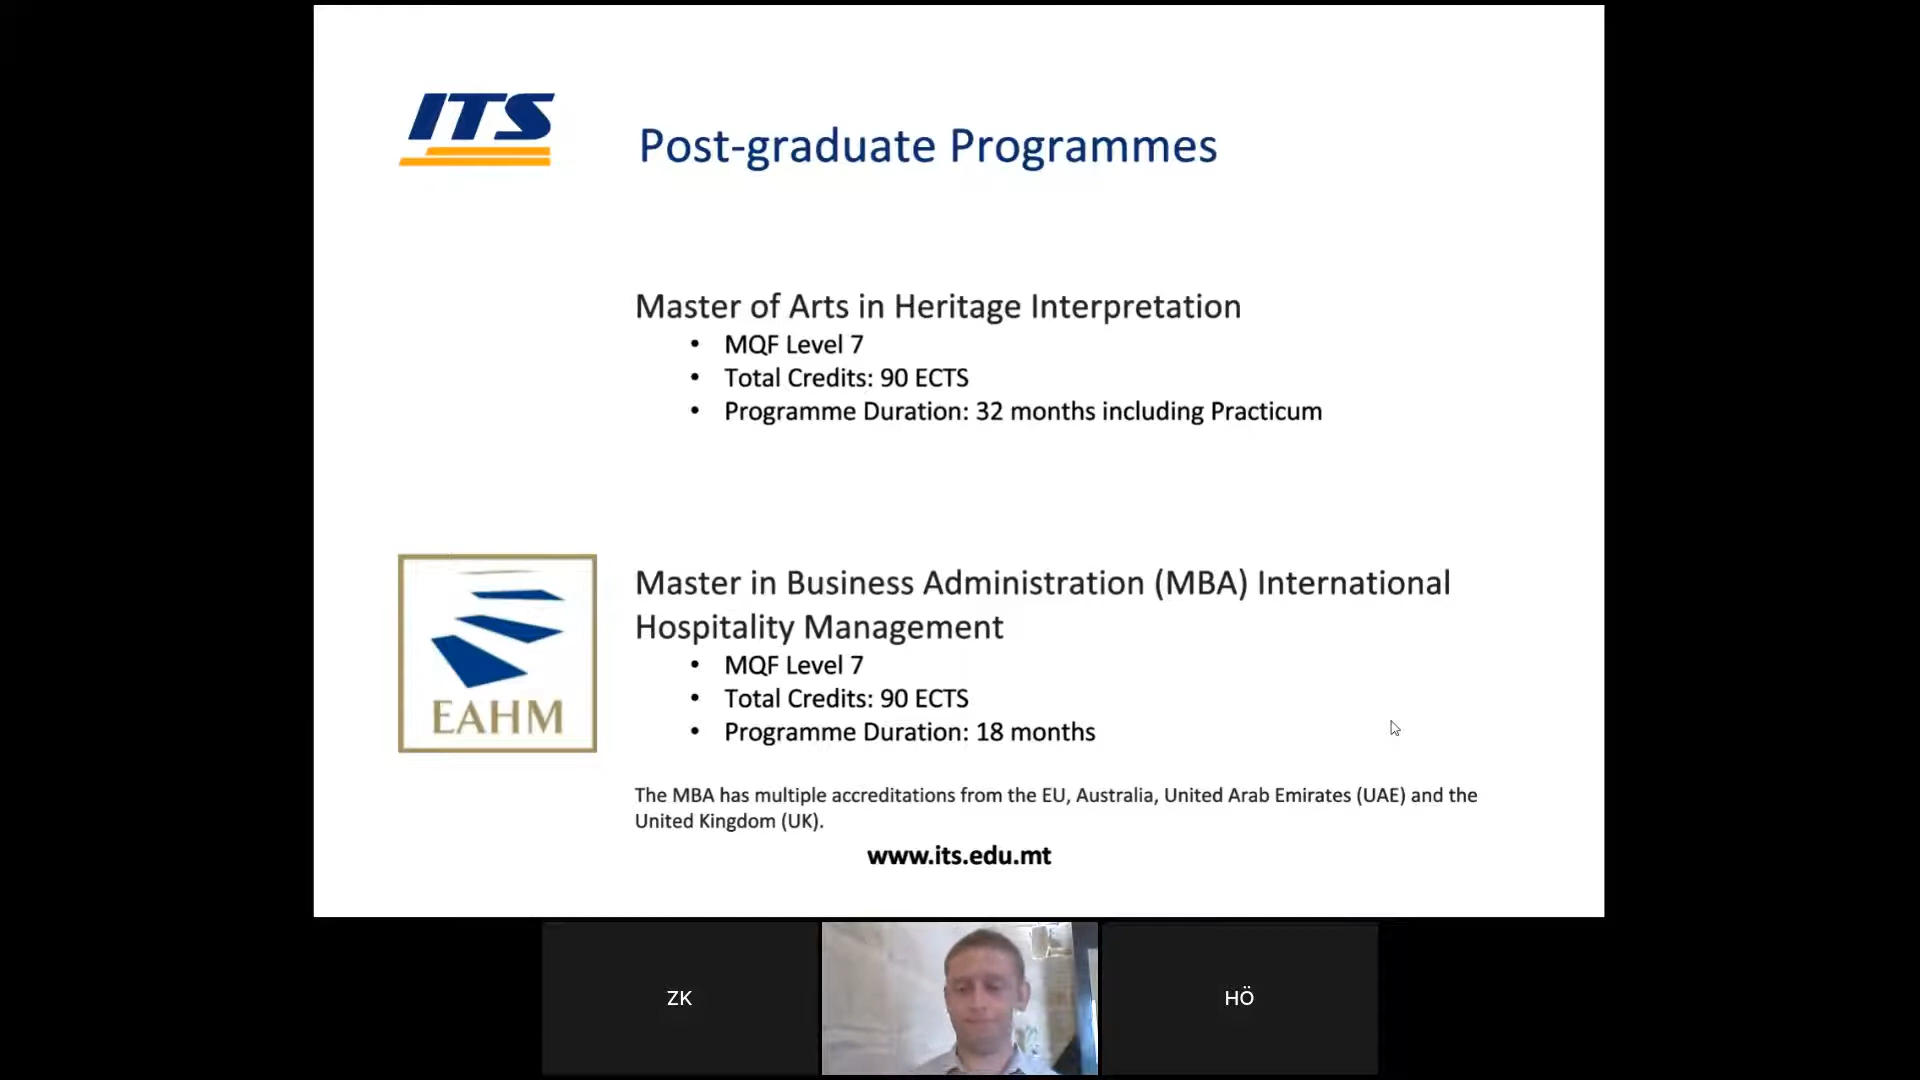 ITS
Post-graduate Programmes
Master of Arts in Heritage Interpretation
• MQF Level 7
• Total Credits: 90 ECTS
• Programme Duration: 32 months including Practicum
EAHM
Master in Business Administration (MBA) International
Hospitality Management
• MQF Level 7
• Total Credits: 90 ECTS
• Programme Duration: 18 months
The MBA has multiple accreditations from the EU, Australia, United Arab Emirates (UAE) and the
United Kingdom (UK).
www.its.edu.mt
ZK
HÖ